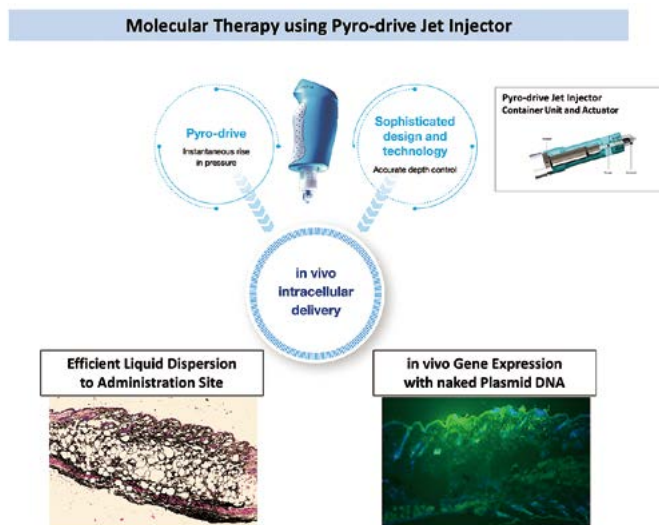 Molecular Therapy using Pyro-drive Jet Injector
Pyro-drive
Instantaneous rise
in pressure
Sophisticated
design and
technology
Accurate depth control
Pyro-drive Jet Injector
Container Unit and Actuator
in vivo
intracellular
delivery
Efficient Liquid Dispersion
to Administration Site
in vivo Gene Expression
with naked Plasmid DNA